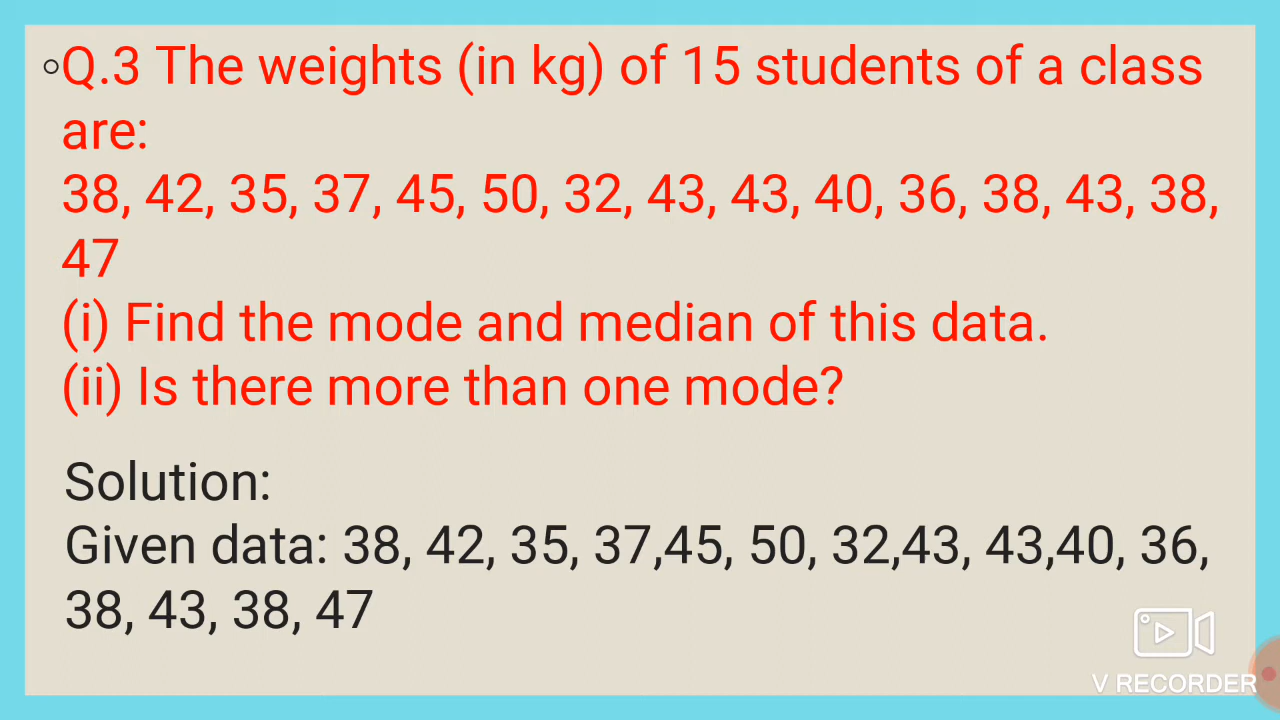 ◦Q.3 The weights (in kg) of 15 students of a class
are:
38, 42, 35, 37, 45, 50, 32, 43, 43, 40, 36, 38, 43, 38,
47
(i) Find the mode and median of this data.
(ii) Is there more than one mode?
Solution:
Given data: 38, 42, 35, 37,45, 50, 32,43, 43,40, 36,
38, 43, 38, 47
V RECORDER